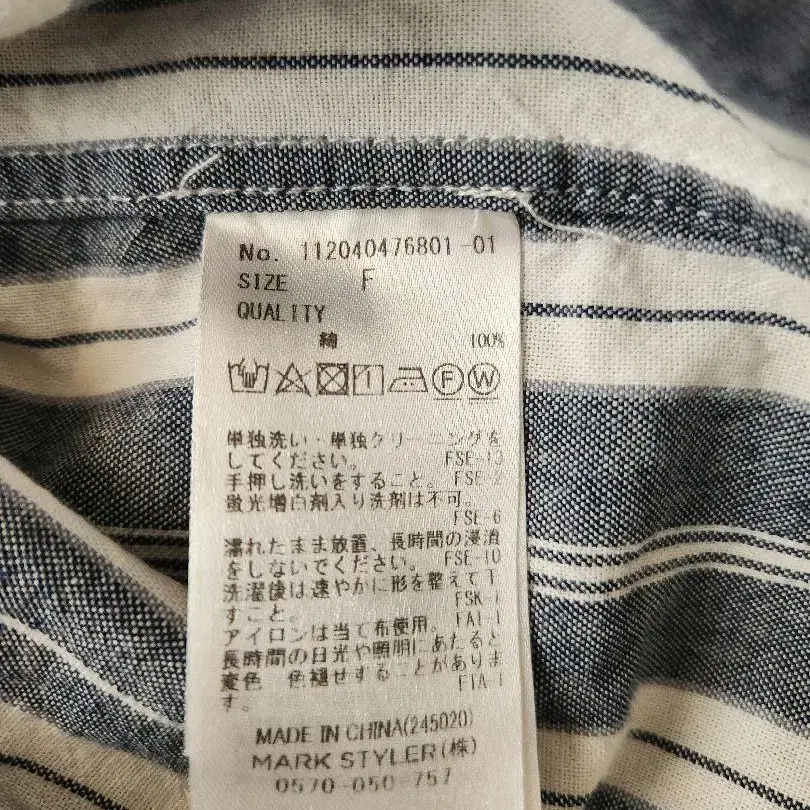 No. 112040476801-01
SIZE F
QUALITY
綿 100%
F W
単独洗い・単独クリーニングを
してください。 FSE-13
手押し洗いをすること。 FSE-2
蛍光増白剤入り洗剤は不可。
FSE-6
濡れたまま放置、長時間の浸漬
をしないでください。 FSE-10
洗濯後は速やかに形を整えて干
すこと。 FSK-1
アイロンは当て布使用。 FAI-1
長時間の日光や照明にあたると
変色 色褪せすることがありま
す。 FIA-1
MADE IN CHINA(245020)
MARK STYLER(株)
0570-050-757